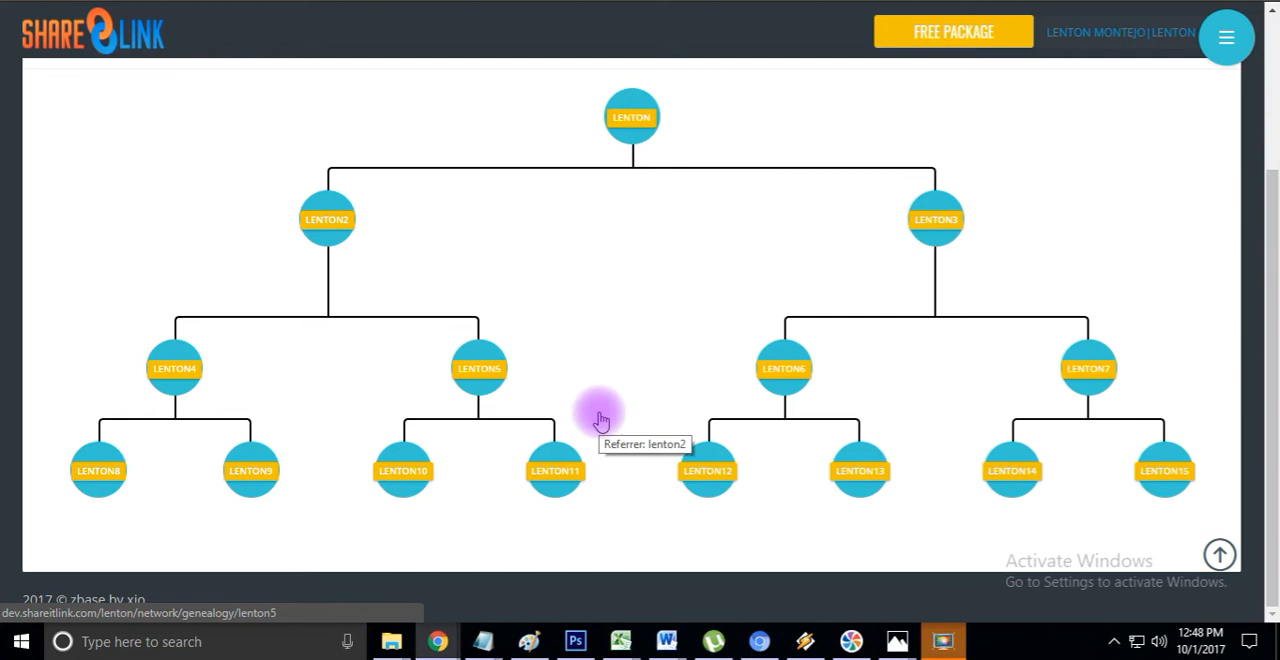 SHARE LINK
FREE PACKAGE
LENTON MONTEJO|LENTON
LENTON
LENTON2
LENTON3
LENTON4
LENTON5
LENTON6
LENTON7
Referrer: lenton2
LENTON8
LENTON9
LENTON10
LENTON11
LENTON12
LENTON13
LENTON14
LENTON15
Activate Windows
Go to Settings to activate Windows.
2017 © zbase by xio
dev.shareitlink.com/lenton/network/genealogy/lenton5
Type here to search
Ps
12:48 PM
10/1/2017